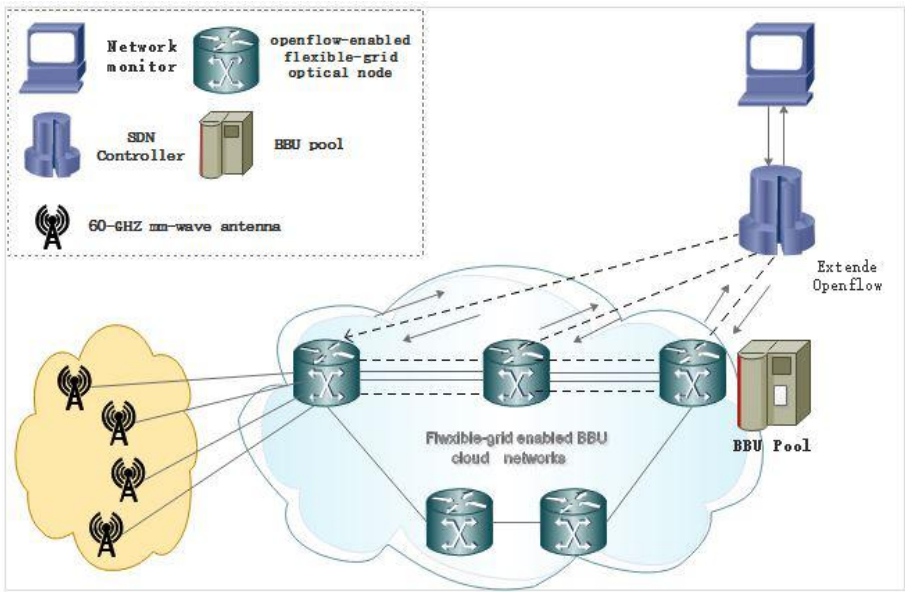 Network
monitor
openflow-enabled
flexible-grid
optical node
SDN
Controller
BBU pool
60-GHZ mm-wave antenna
Extende
Openflow
BBU Pool
Flwxible-grid enabled BBU
cloud networks